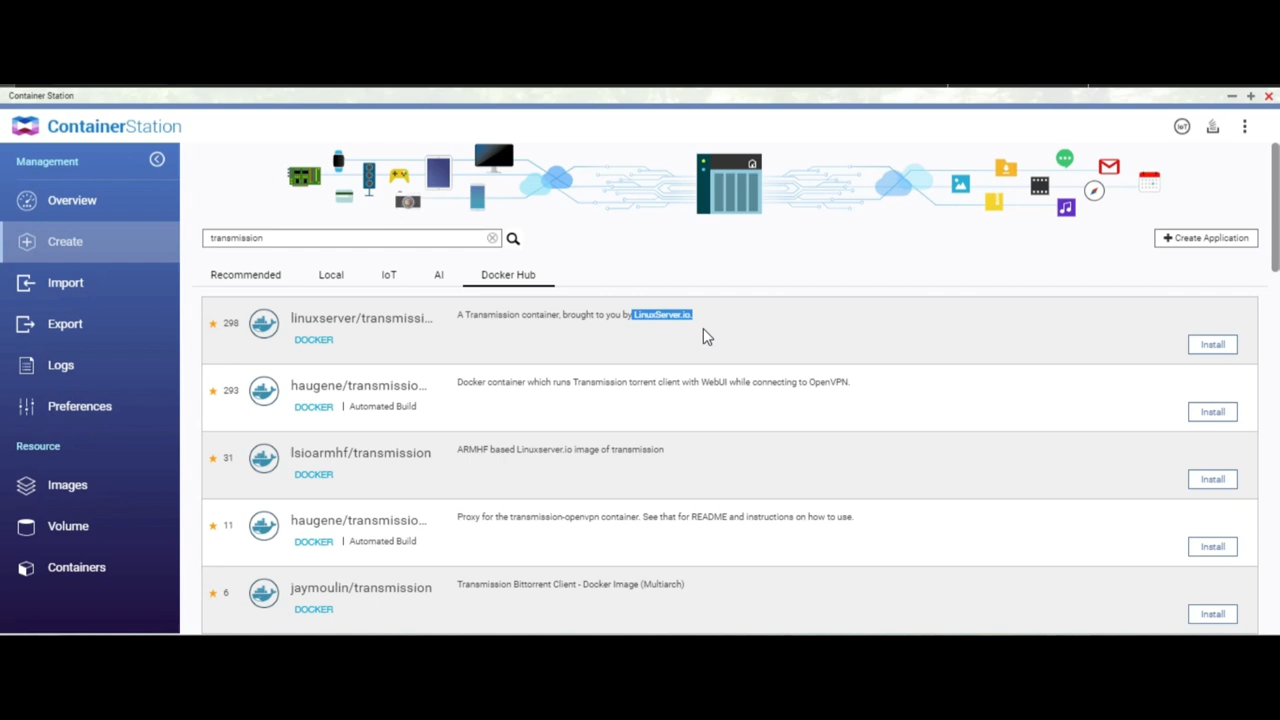 Container Station
ContainerStation
IoT
Management
Overview
Create
Import
Export
Logs
Preferences
Resource
Images
Volume
Containers
transmission
Create Application
Recommended Local IoT AI Docker Hub
298 linuxserver/transmissi... A Transmission container, brought to you by LinuxServer.io.
DOCKER
Install
293 haugene/transmissio... Docker container which runs Transmission torrent client with WebUI while connecting to OpenVPN.
DOCKER | Automated Build
Install
31 lsioarmhf/transmission ARMHF based Linuxserver.io image of transmission
DOCKER
Install
11 haugene/transmissio... Proxy for the transmission-openvpn container. See that for README and instructions on how to use.
DOCKER | Automated Build
Install
6 jaymoulin/transmission Transmission Bittorrent Client - Docker Image (Multiarch)
DOCKER
Install